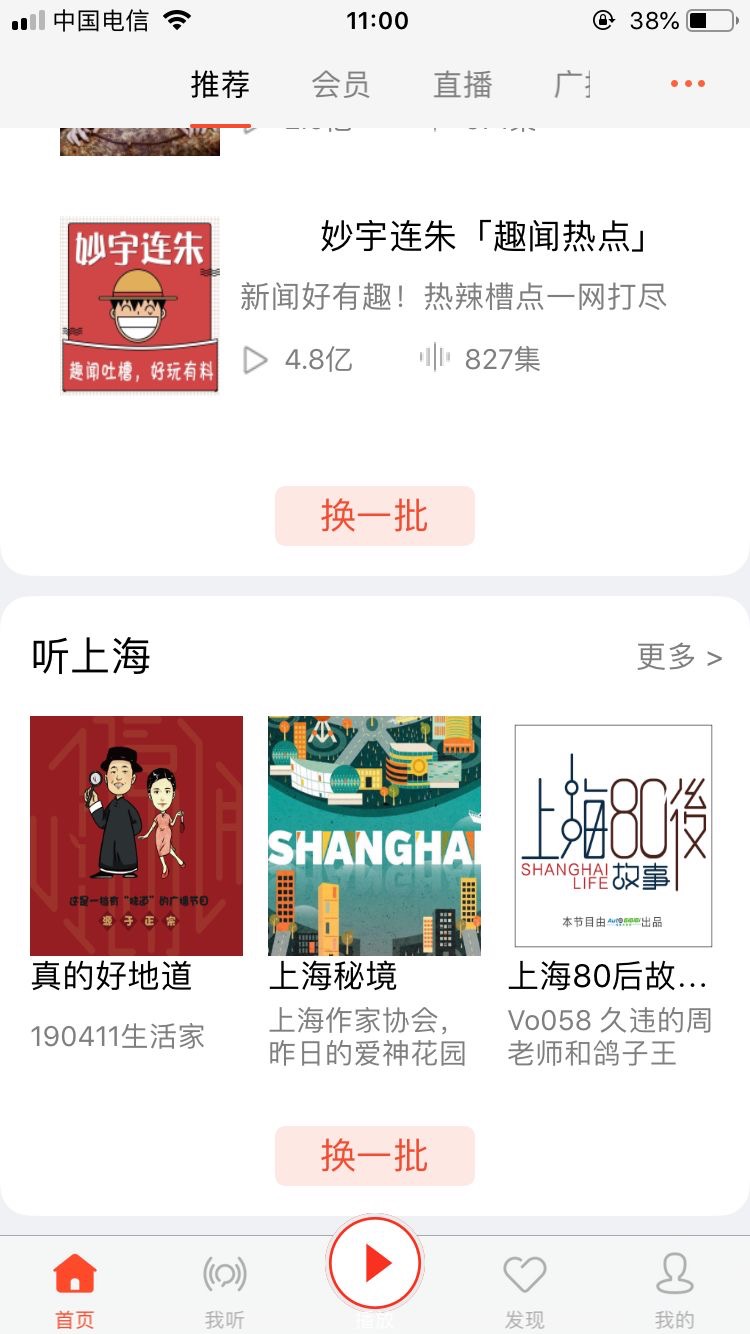 中国电信
11:00
38%
推荐
会员
直播
妙宇连朱
趣闻吐槽，好玩有料
妙宇连朱「趣闻热点」
新闻好有趣！热辣槽点一网打尽
4.8亿
827集
换一批
听上海
更多 >
这是一档有“味道”的广播节目
SHANGHAI
上海80後
SHANGHAI
LIFE 故事
本节目由
出品
真的好地道
上海秘境
上海80后故…
190411生活家
上海作家协会，
昨日的爱神花园
Vo058 久违的周
老师和鸽子王
换一批
首页
我听
播放
发现
我的